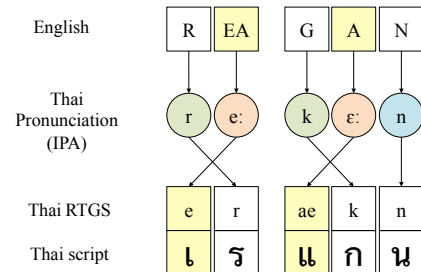 English R EA G A N
Thai Pronunciation (IPA) r eː k ɛː n
Thai RTGS e r ae k n
Thai script เ ร แ ก น